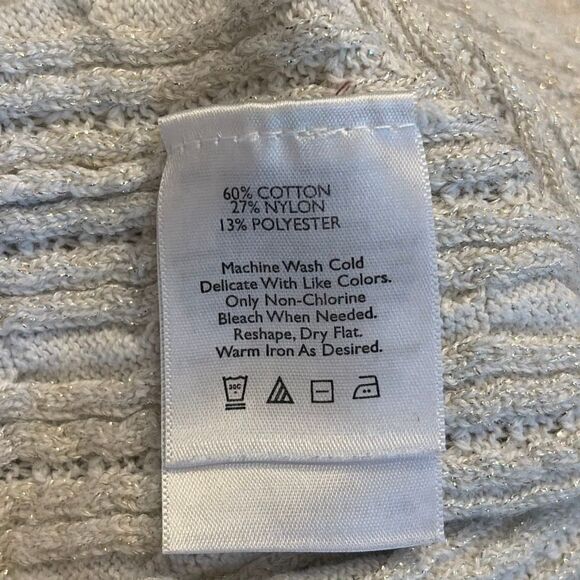 60% COTTON
27% NYLON
13% POLYESTER
Machine Wash Cold
Delicate With Like Colors.
Only Non-Chlorine
Bleach When Needed.
Reshape, Dry Flat.
Warm Iron As Desired.
30C